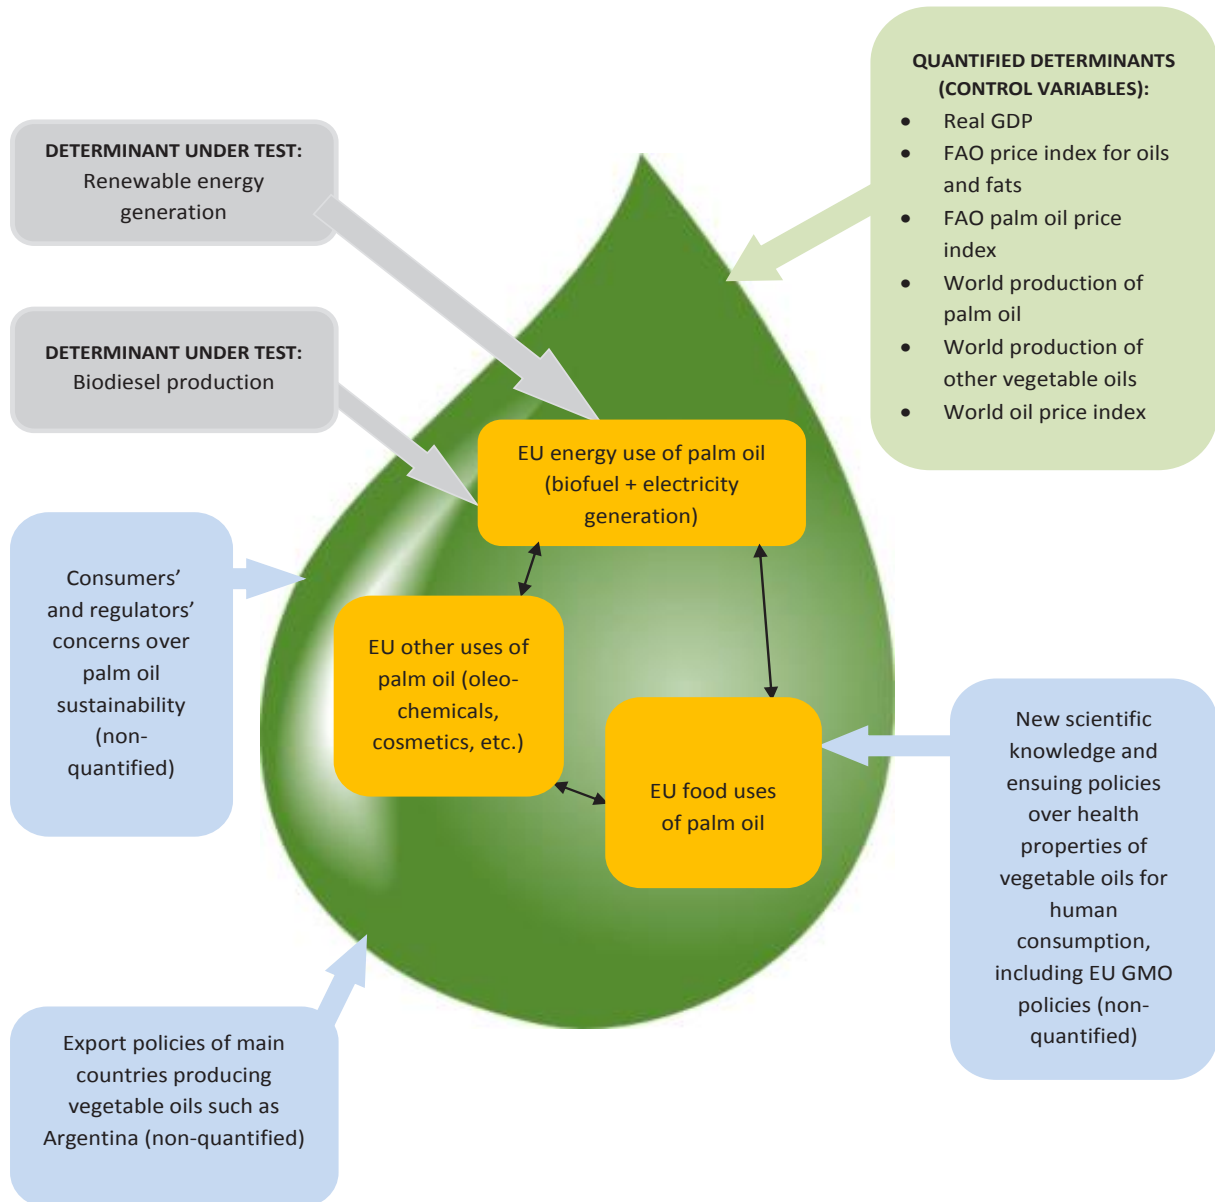 QUANTIFIED DETERMINANTS
(CONTROL VARIABLES):
• Real GDP
• FAO price index for oils
and fats
• FAO palm oil price
index
• World production of
palm oil
• World production of
other vegetable oils
• World oil price index
DETERMINANT UNDER TEST:
Renewable energy
generation
DETERMINANT UNDER TEST:
Biodiesel production
EU energy use of palm oil
(biofuel + electricity
generation)
Consumers’
and regulators’
concerns over
palm oil
sustainability
(non-
quantified)
EU other uses of
palm oil (oleo-
chemicals,
cosmetics, etc.)
EU food uses
of palm oil
New scientific
knowledge and
ensuing policies
over health
properties of
vegetable oils for
human
consumption,
including EU GMO
policies (non-
quantified)
Export policies of main
countries producing
vegetable oils such as
Argentina (non-quantified)